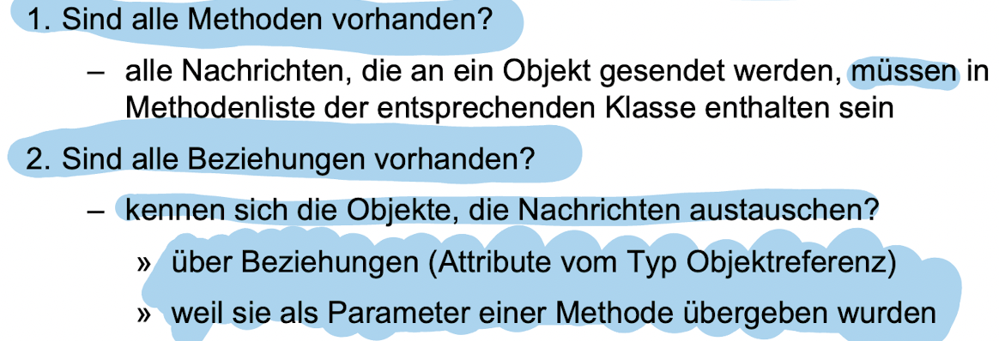 1. Sind alle Methoden vorhanden?
– alle Nachrichten, die an ein Objekt gesendet werden, müssen in
Methodenliste der entsprechenden Klasse enthalten sein
2. Sind alle Beziehungen vorhanden?
– kennen sich die Objekte, die Nachrichten austauschen?
» über Beziehungen (Attribute vom Typ Objektreferenz)
» weil sie als Parameter einer Methode übergeben wurden